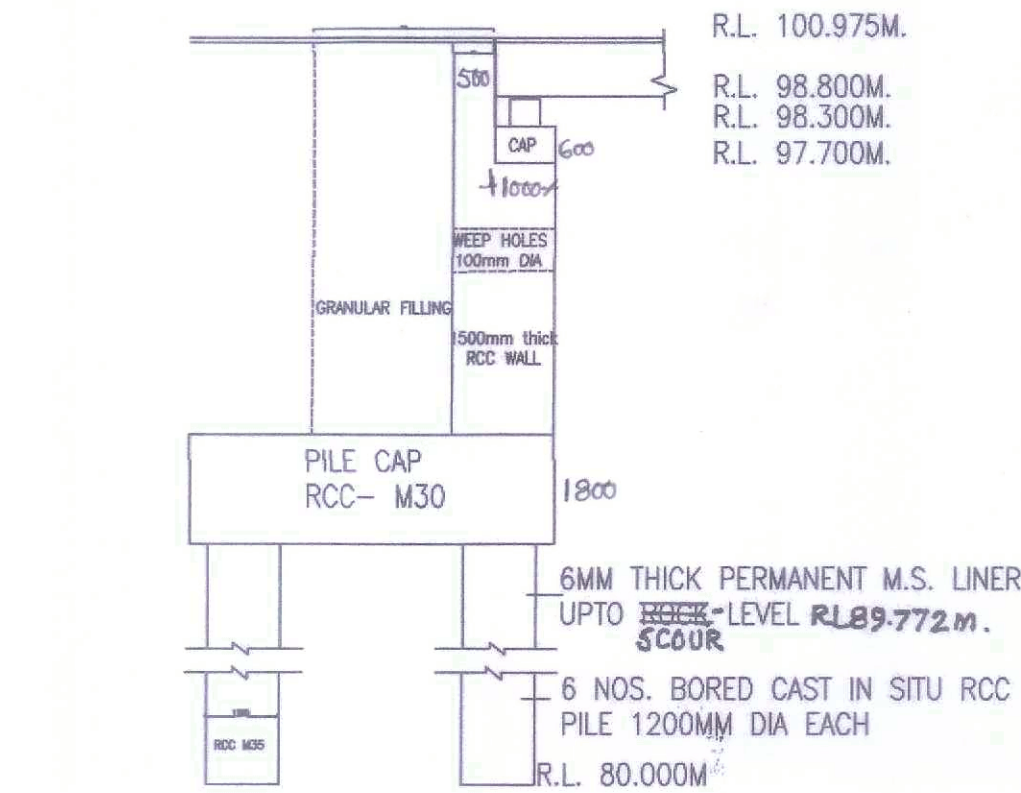 R.L. 100.975M.
500
R.L. 98.800M.
R.L. 98.300M.
CAP
600
R.L. 97.700M.
1000
WEEP HOLES
100mm DIA
GRANULAR FILLING
1500mm thick
RCC WALL
PILE CAP
RCC- M30
1800
6MM THICK PERMANENT M.S. LINER
UPTO ROCK-LEVEL RL89.772m.
SCOUR
6 NOS. BORED CAST IN SITU RCC
PILE 1200MM DIA EACH
RCC M35
R.L. 80.000M